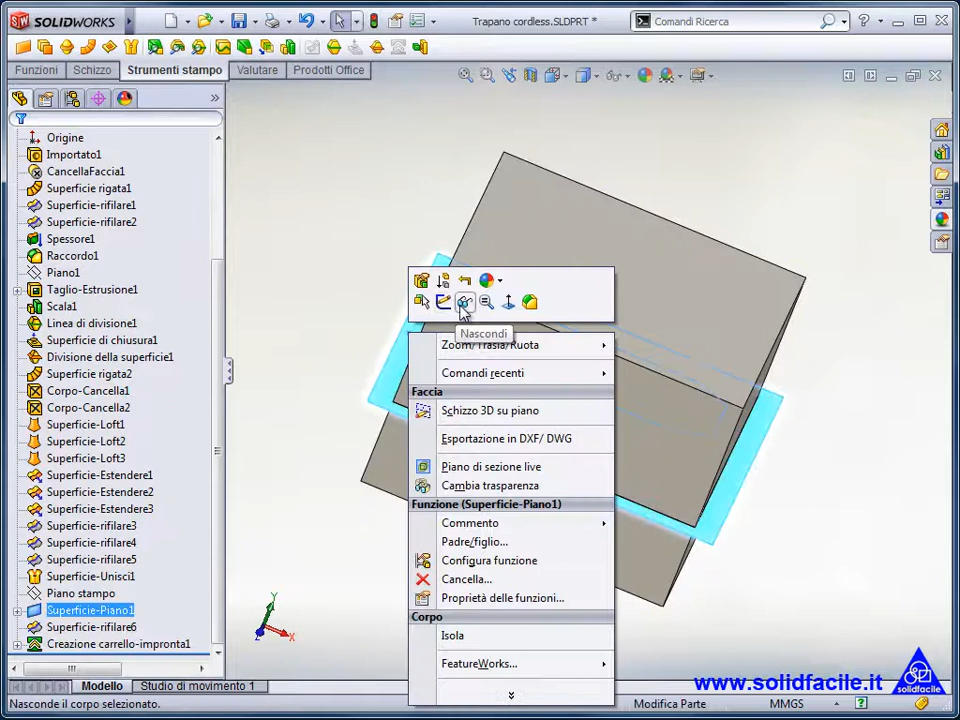 SOLIDWORKS
Trapano cordless.SLDPRT *
Comandi Ricerca
Funzioni
Schizzo
Strumenti stampo
Valutare
Prodotti Office
Origine
Importato1
CancellaFaccia1
Superficie rigata1
Superficie-rifilare1
Superficie-rifilare2
Spessore1
Raccordo1
Piano1
Taglio-Estrusione1
Scala1
Linea di divisione1
Superficie di chiusura1
Divisione della superficie1
Superficie rigata2
Corpo-Cancella1
Corpo-Cancella2
Superficie-Loft1
Superficie-Loft2
Superficie-Loft3
Superficie-Estendere1
Superficie-Estendere2
Superficie-Estendere3
Superficie-rifilare3
Superficie-rifilare4
Superficie-rifilare5
Superficie-Unisci1
Piano stampo
Superficie-Piano1
Superficie-rifilare6
Creazione carrello-impronta1
Nascondi
Zoom/Trasla/Ruota
Comandi recenti
Faccia
Schizzo 3D su piano
Esportazione in DXF/ DWG
Piano di sezione live
Cambia trasparenza
Funzione (Superficie-Piano1)
Commento
Padre/figlio...
Configura funzione
Cancella...
Proprietà delle funzioni...
Corpo
Isola
FeatureWorks...
Y
X
Z
www.solidfacile.it
solidfacile
Modello
Studio di movimento 1
Nasconde il corpo selezionato.
Modifica Parte
MMGS